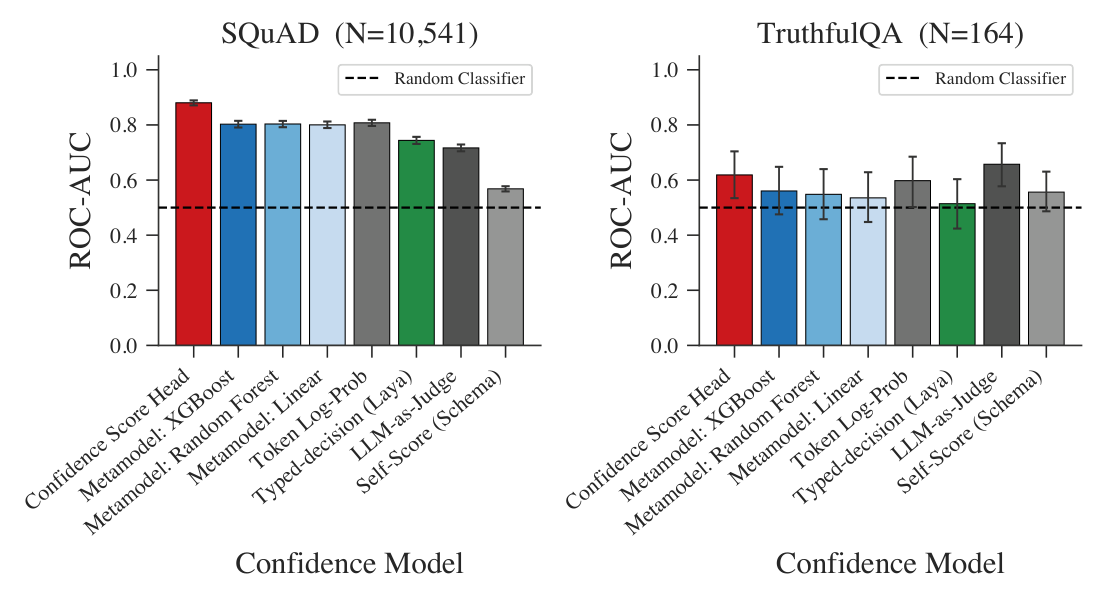 SQuAD (N=10,541)
ROC-AUC
1.0
0.8
0.6
0.4
0.2
0.0
Random Classifier
Confidence Score Head
Metamodel: XGBoost
Metamodel: Random Forest
Metamodel: Linear
Token Log-Prob
Typed-decision (Laya)
LLM-as-Judge
Self-Score (Schema)
Confidence Model
TruthfulQA (N=164)
ROC-AUC
1.0
0.8
0.6
0.4
0.2
0.0
Random Classifier
Confidence Score Head
Metamodel: XGBoost
Metamodel: Random Forest
Metamodel: Linear
Token Log-Prob
Typed-decision (Laya)
LLM-as-Judge
Self-Score (Schema)
Confidence Model